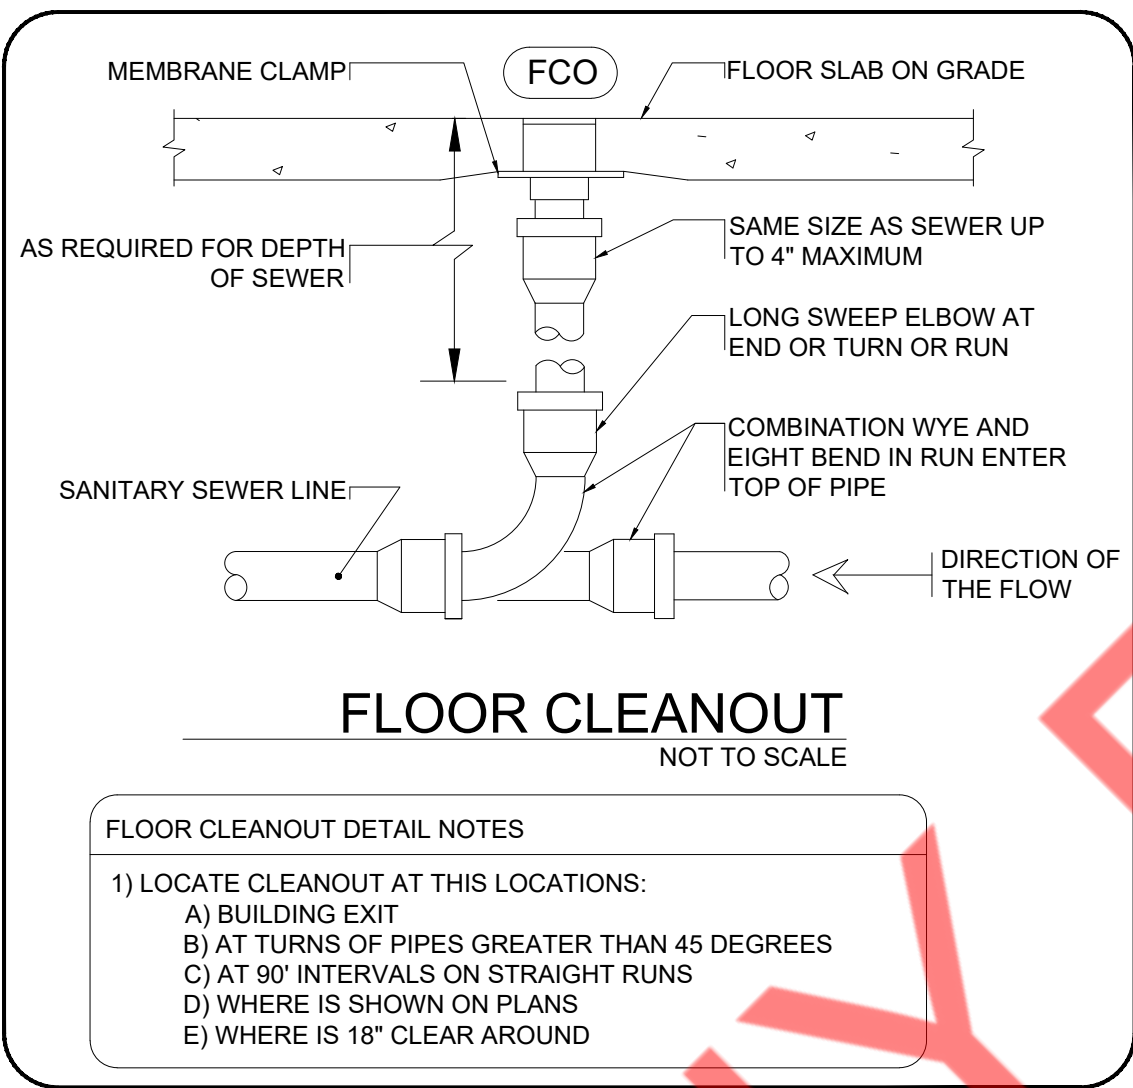 MEMBRANE CLAMP
FCO
FLOOR SLAB ON GRADE
AS REQUIRED FOR DEPTH
OF SEWER
SAME SIZE AS SEWER UP
TO 4" MAXIMUM
LONG SWEEP ELBOW AT
END OR TURN OR RUN
COMBINATION WYE AND
EIGHT BEND IN RUN ENTER
TOP OF PIPE
SANITARY SEWER LINE
DIRECTION OF
THE FLOW
FLOOR CLEANOUT
NOT TO SCALE
FLOOR CLEANOUT DETAIL NOTES
1) LOCATE CLEANOUT AT THIS LOCATIONS:
A) BUILDING EXIT
B) AT TURNS OF PIPES GREATER THAN 45 DEGREES
C) AT 90' INTERVALS ON STRAIGHT RUNS
D) WHERE IS SHOWN ON PLANS
E) WHERE IS 18" CLEAR AROUND